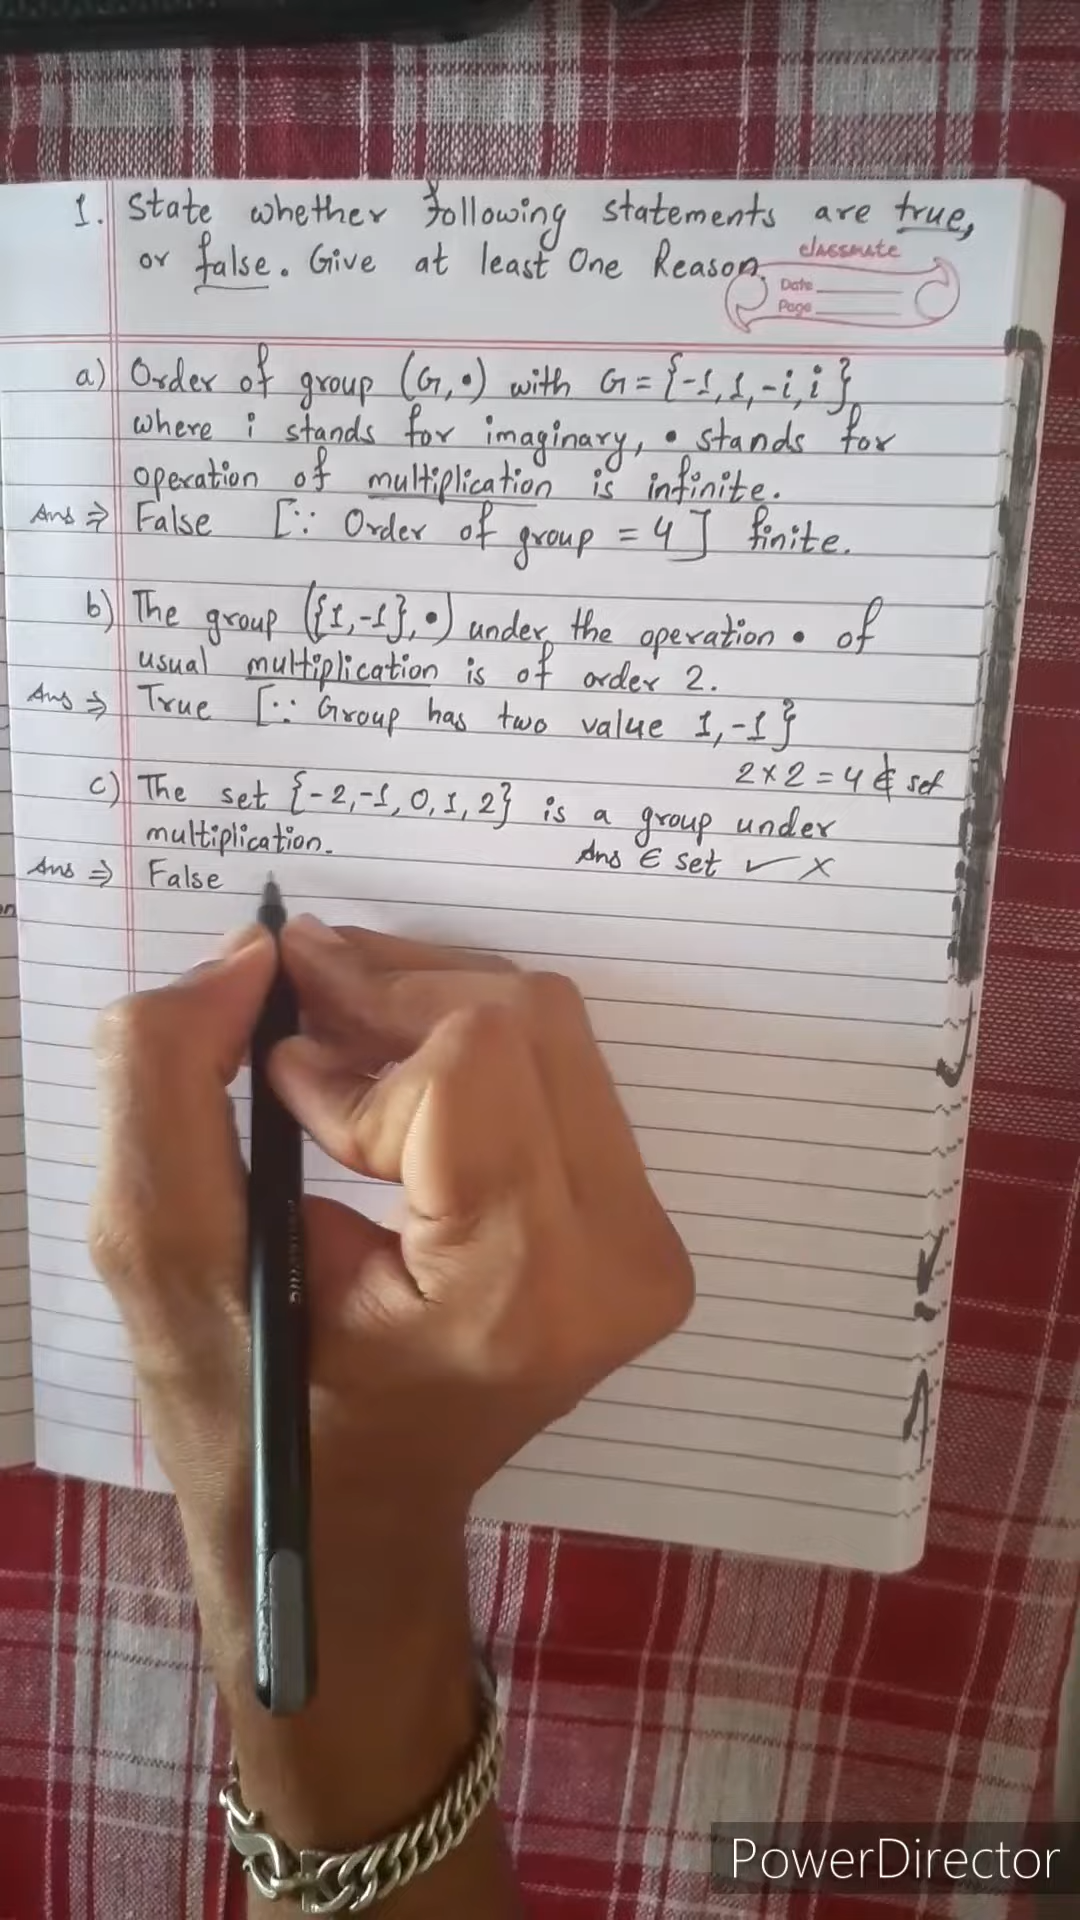 1. State whether following statements are true,
or false. Give at least One Reason.
classmate
Date
Page
a) Order of group (G, •) with G = {-1, 1, -i, i}
where i stands for imaginary, • stands for
operation of multiplication is infinite.
Ans ⇒ False [∵ Order of group = 4] finite.
b) The group ({1, -1}, •) under the operation • of
usual multiplication is of order 2.
Ans ⇒ True [∵ Group has two value 1, -1}
2 × 2 = 4 ∉ set
c) The set {-2, -1, 0, 1, 2} is a group under
multiplication.
Ans ∈ set ✓ ×
Ans ⇒ False
PowerDirector